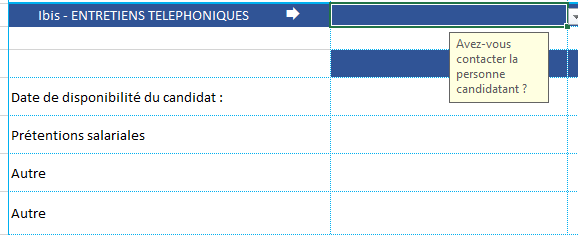 Ibis - ENTRETIENS TELEPHONIQUES
Avez-vous
contacter la
personne
candidatant ?
Date de disponibilité du candidat :
Prétentions salariales
Autre
Autre